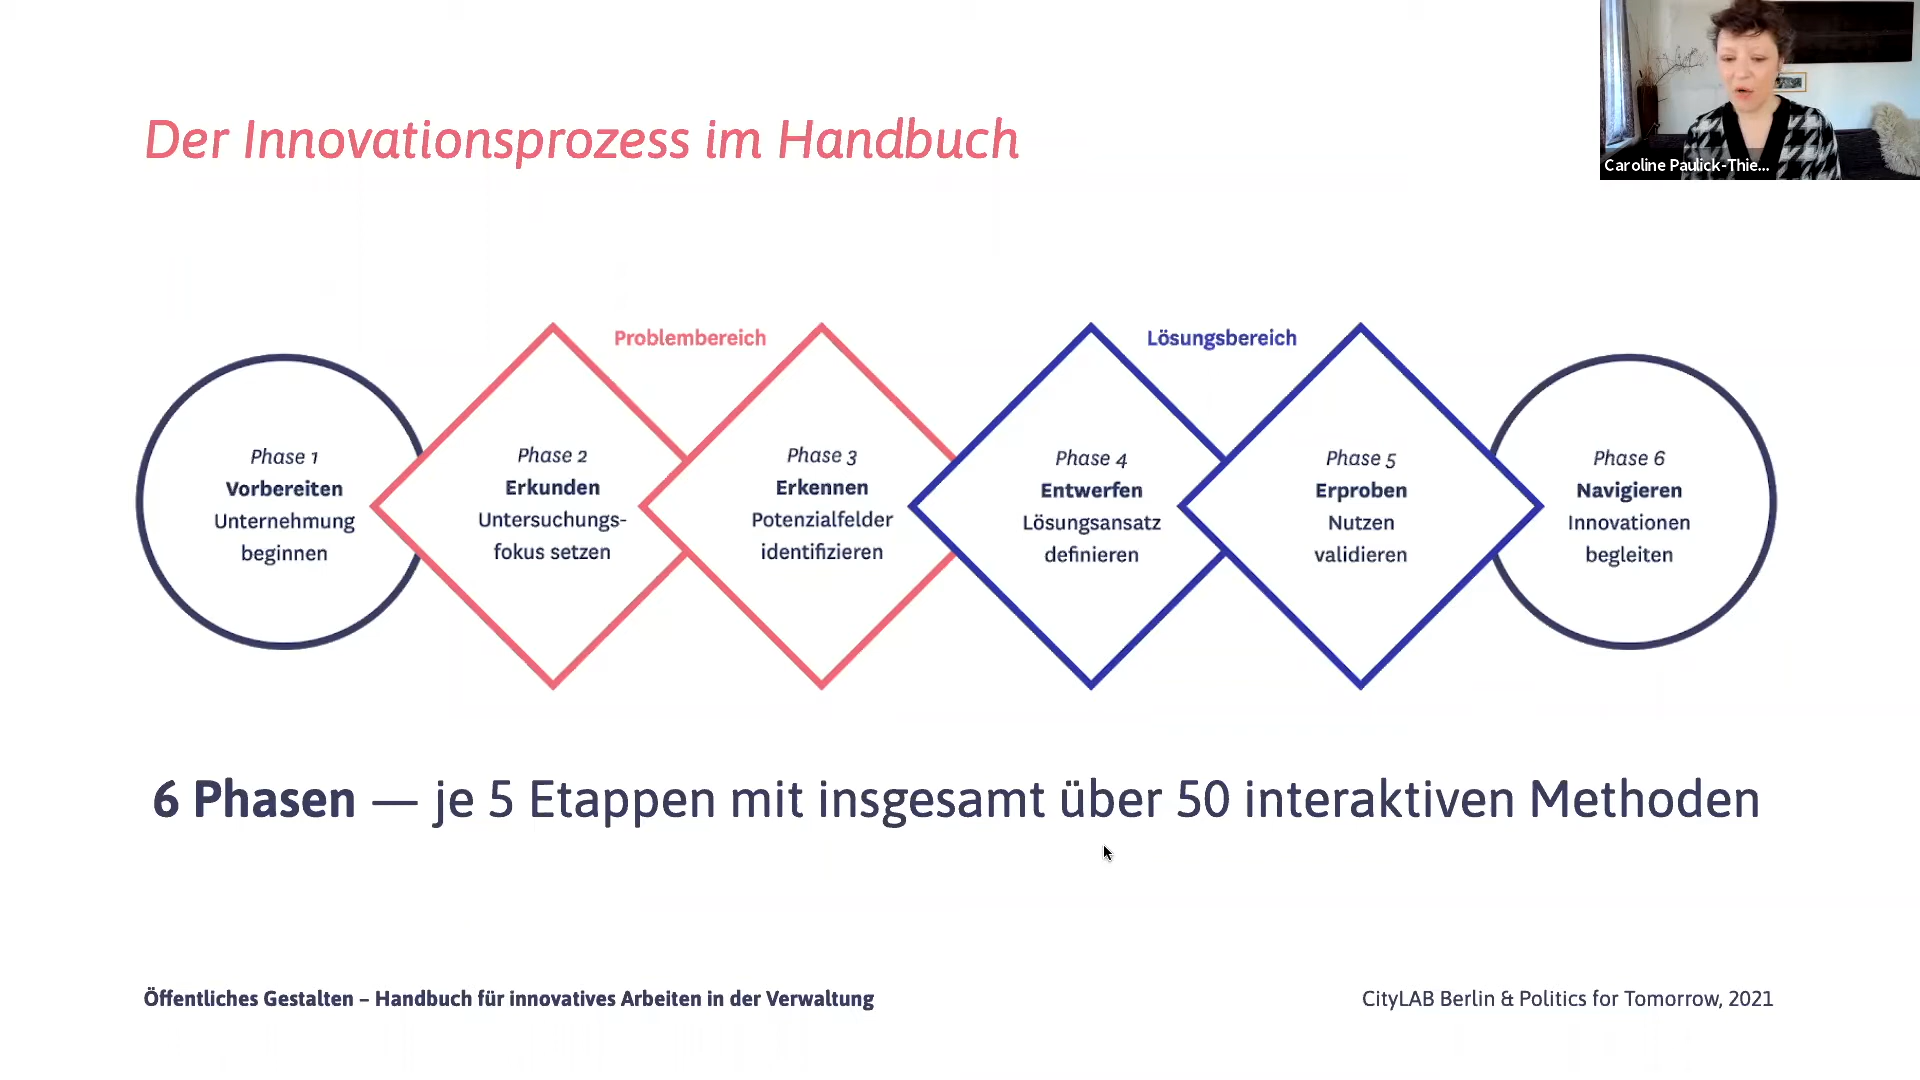 Der Innovationsprozess im Handbuch
Caroline Paulick-Thie...
Problembereich
Lösungsbereich
Phase 1
Vorbereiten
Unternehmung
beginnen
Phase 2
Erkunden
Untersuchungs-
fokus setzen
Phase 3
Erkennen
Potenzialfelder
identifizieren
Phase 4
Entwerfen
Lösungsansatz
definieren
Phase 5
Erproben
Nutzen
validieren
Phase 6
Navigieren
Innovationen
begleiten
6 Phasen — je 5 Etappen mit insgesamt über 50 interaktiven Methoden
Öffentliches Gestalten – Handbuch für innovatives Arbeiten in der Verwaltung
CityLAB Berlin & Politics for Tomorrow, 2021